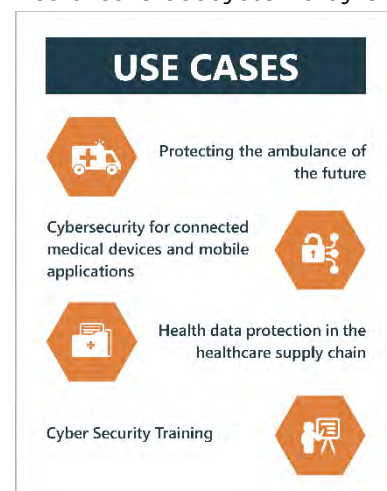 USE CASES
Protecting the ambulance of
the future
Cybersecurity for connected
medical devices and mobile
applications
Health data protection in the
healthcare supply chain
Cyber Security Training